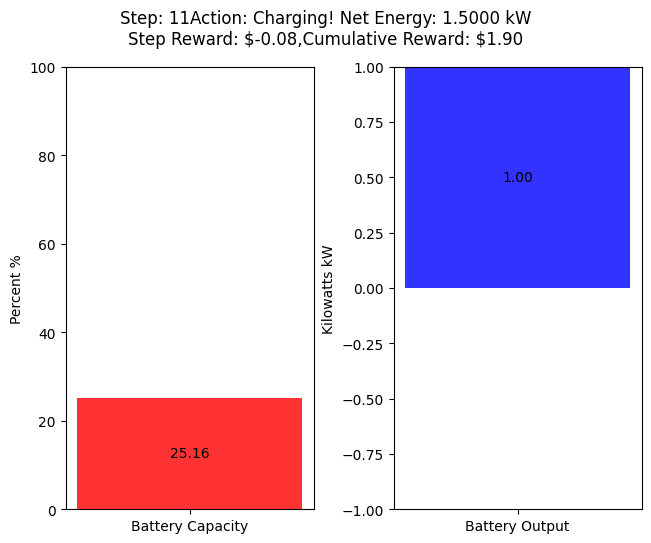 Step: 11Action: Charging! Net Energy: 1.5000 kW
Step Reward: $-0.08,Cumulative Reward: $1.90
100
80
60
40
20
0
Percent %
25.16
Battery Capacity
1.00
0.75
0.50
0.25
0.00
−0.25
−0.50
−0.75
−1.00
Kilowatts kW
1.00
Battery Output